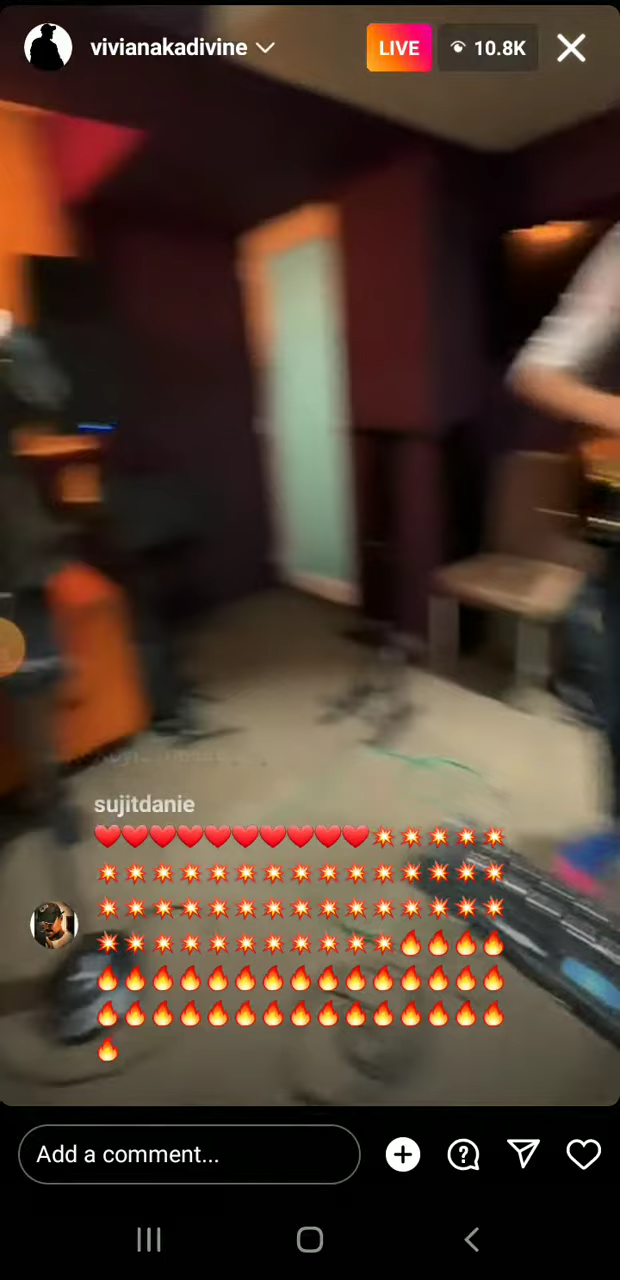 vivianakadivine
LIVE
10.8K
sujitdanie
❤️❤️❤️❤️❤️❤️❤️❤️❤️❤️💥💥💥💥💥
💥💥💥💥💥💥💥💥💥💥💥💥💥💥💥
💥💥💥💥💥💥💥💥💥💥💥💥💥💥💥
💥💥💥💥💥💥💥💥💥💥💥🔥🔥🔥🔥
🔥🔥🔥🔥🔥🔥🔥🔥🔥🔥🔥🔥🔥🔥🔥
🔥🔥🔥🔥🔥🔥🔥🔥🔥🔥🔥🔥🔥🔥🔥
🔥
Add a comment...